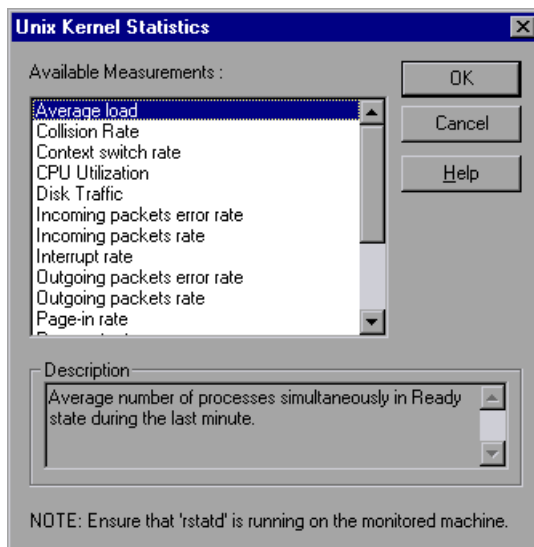 Unix Kernel Statistics
Available Measurements :
OK
Average load
Collision Rate
Cancel
Context switch rate
CPU Utilization
Help
Disk Traffic
Incoming packets error rate
Incoming packets rate
Interrupt rate
Outgoing packets error rate
Outgoing packets rate
Page-in rate
Description
Average number of processes simultaneously in Ready
state during the last minute.
NOTE: Ensure that 'rstatd' is running on the monitored machine.